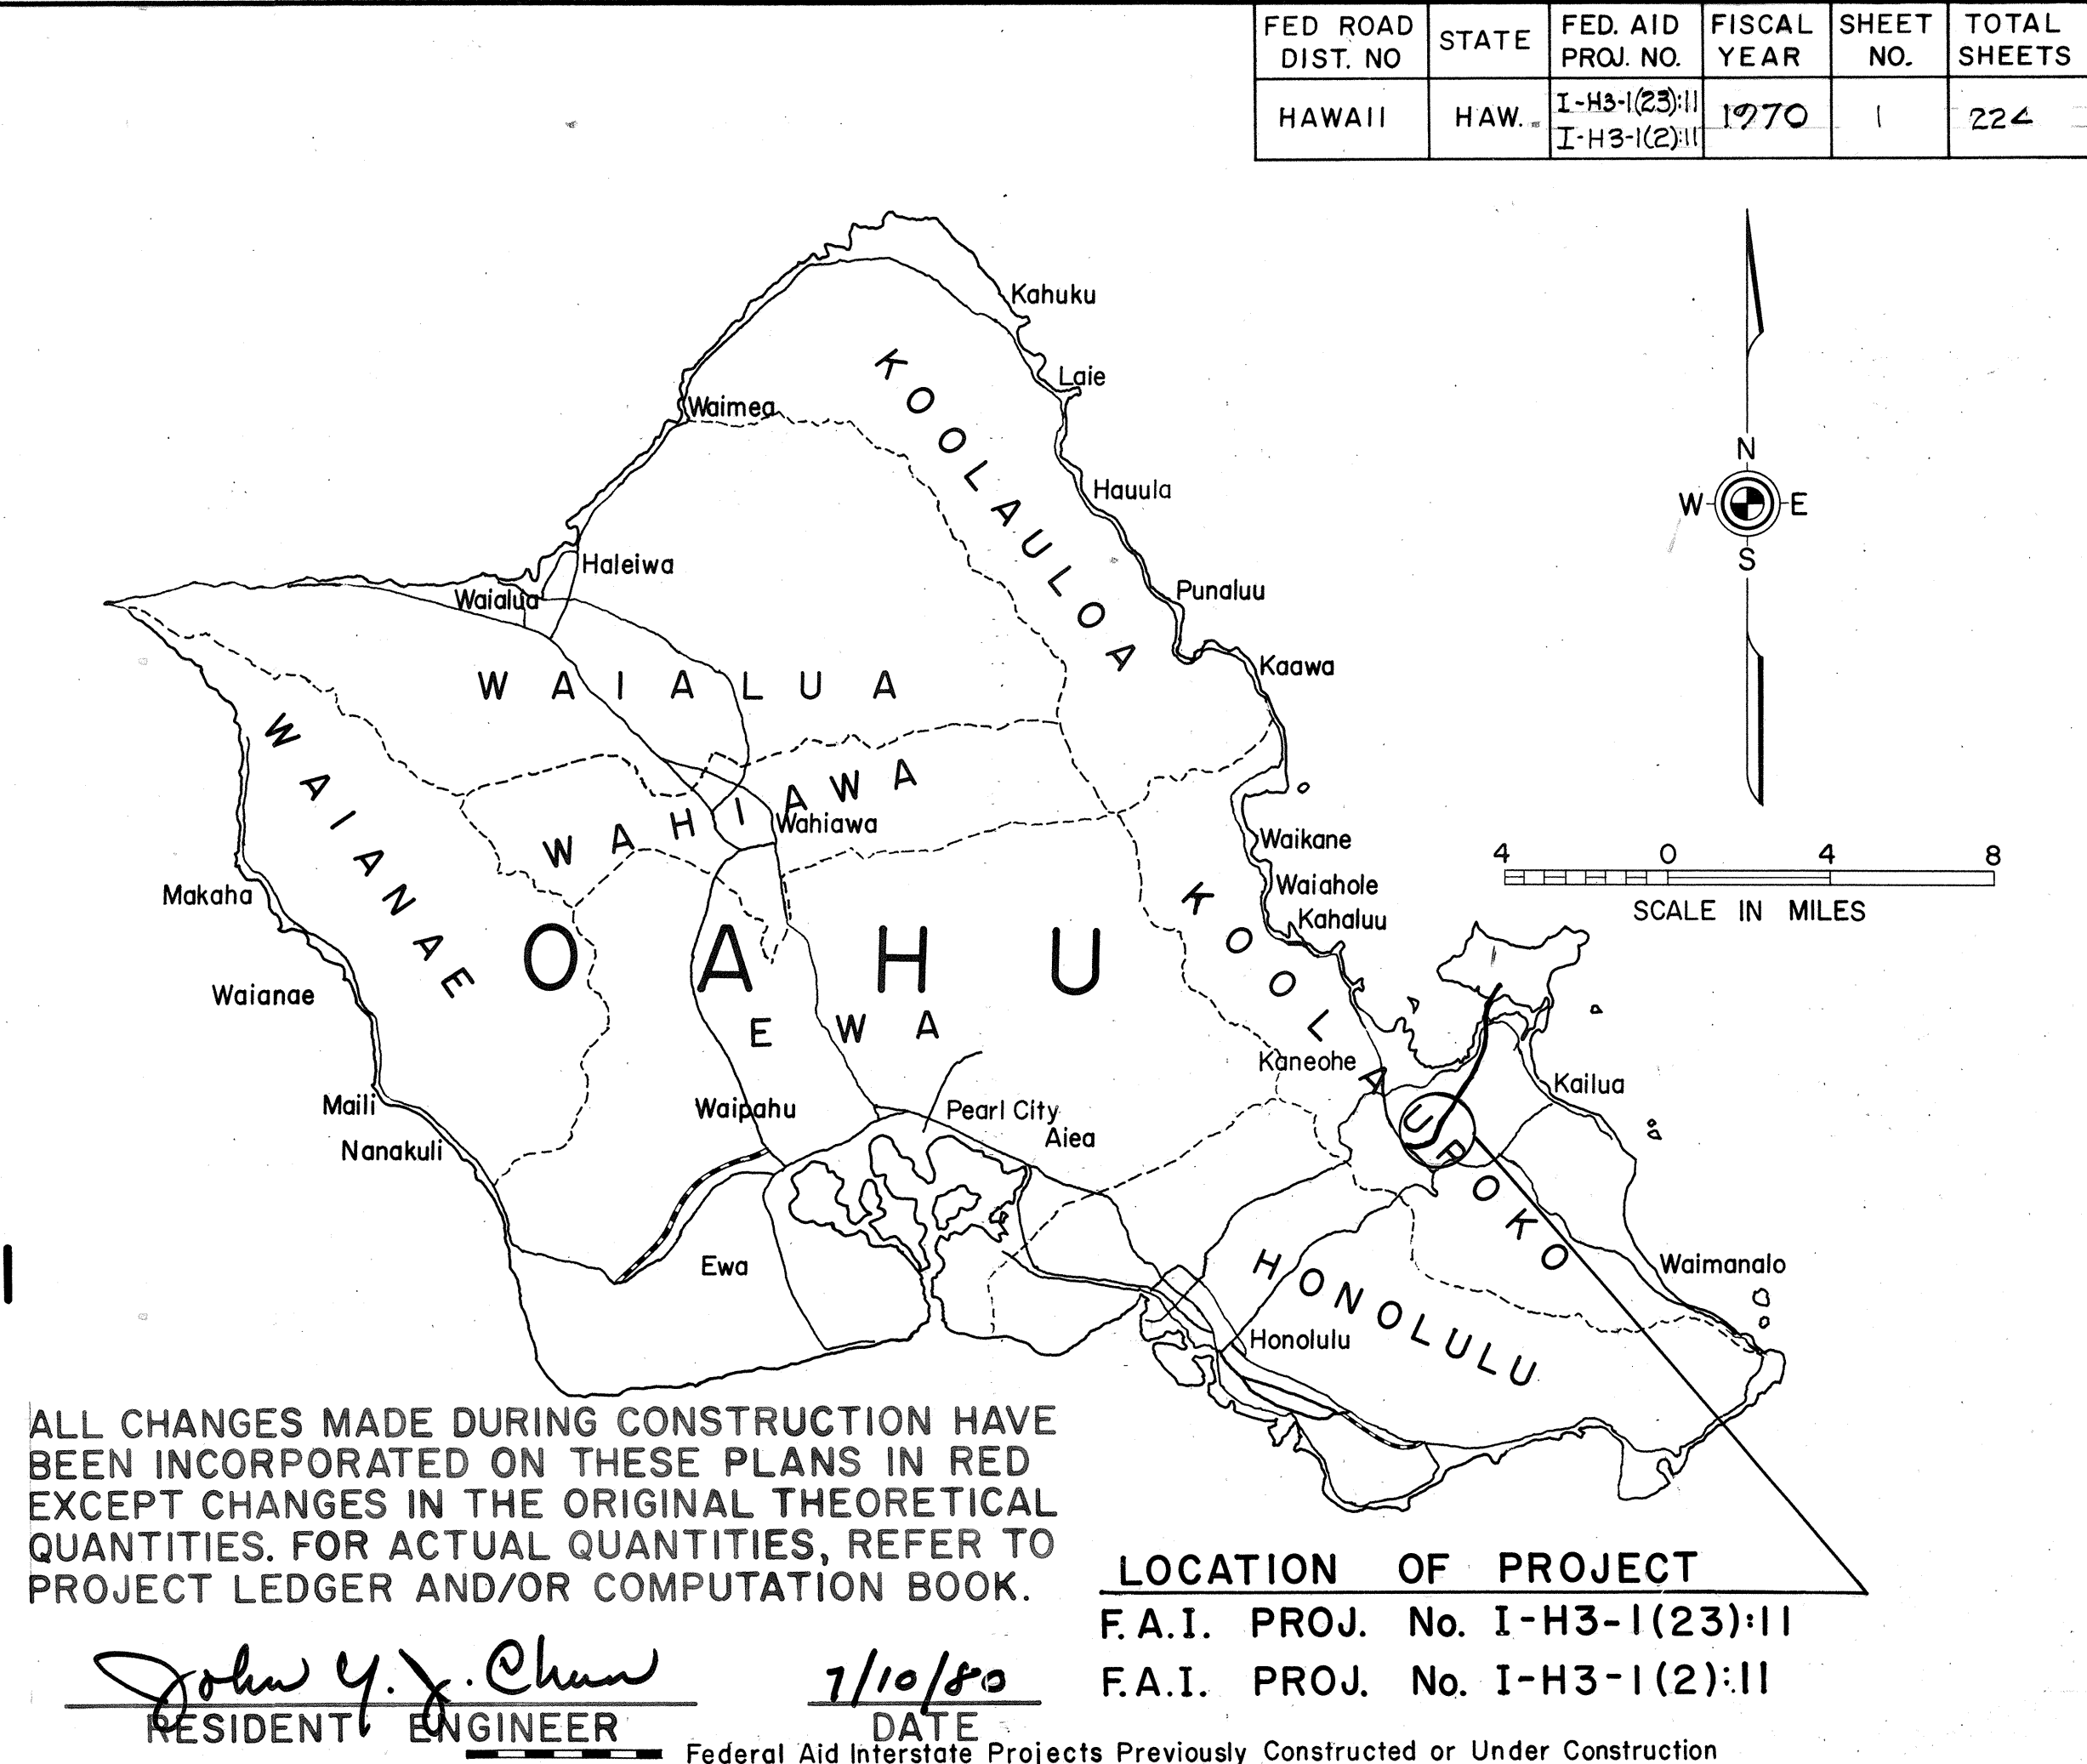 FED ROAD DIST. NO
STATE
FED. AID PROJ. NO.
FISCAL YEAR
SHEET NO.
TOTAL SHEETS
HAWAII
HAW.
I-H3-1(23):11
I-H3-1(2):11
1970
1
Kahuku
Laie
Waimea
KOOLAULOA
Hauula
N
W
E
S
Haleiwa
Waialua
Punaluu
Kaawa
WAIALUA
WAIANAE
WAHIAWA
Wahiawa
Waikane
Waiahole
Kahaluu
4 0 4 8
SCALE IN MILES
Makaha
KOOLAUPOKO
OAHU
Waianae
EWA
Kaneohe
Kailua
Maili
Waipahu
Pearl City
Aiea
Nanakuli
Ewa
HONOLULU
Waimanalo
Honolulu
ALL CHANGES MADE DURING CONSTRUCTION HAVE
BEEN INCORPORATED ON THESE PLANS IN RED
EXCEPT CHANGES IN THE ORIGINAL THEORETICAL
QUANTITIES. FOR ACTUAL QUANTITIES, REFER TO
PROJECT LEDGER AND/OR COMPUTATION BOOK.
LOCATION OF PROJECT
F.A.I. PROJ. No. I-H3-1(23):11
F.A.I. PROJ. No. I-H3-1(2):11
John Y. J. Chun
7/10/80
RESIDENT ENGINEER
DATE
Federal Aid Interstate Projects Previously Constructed or Under Construction